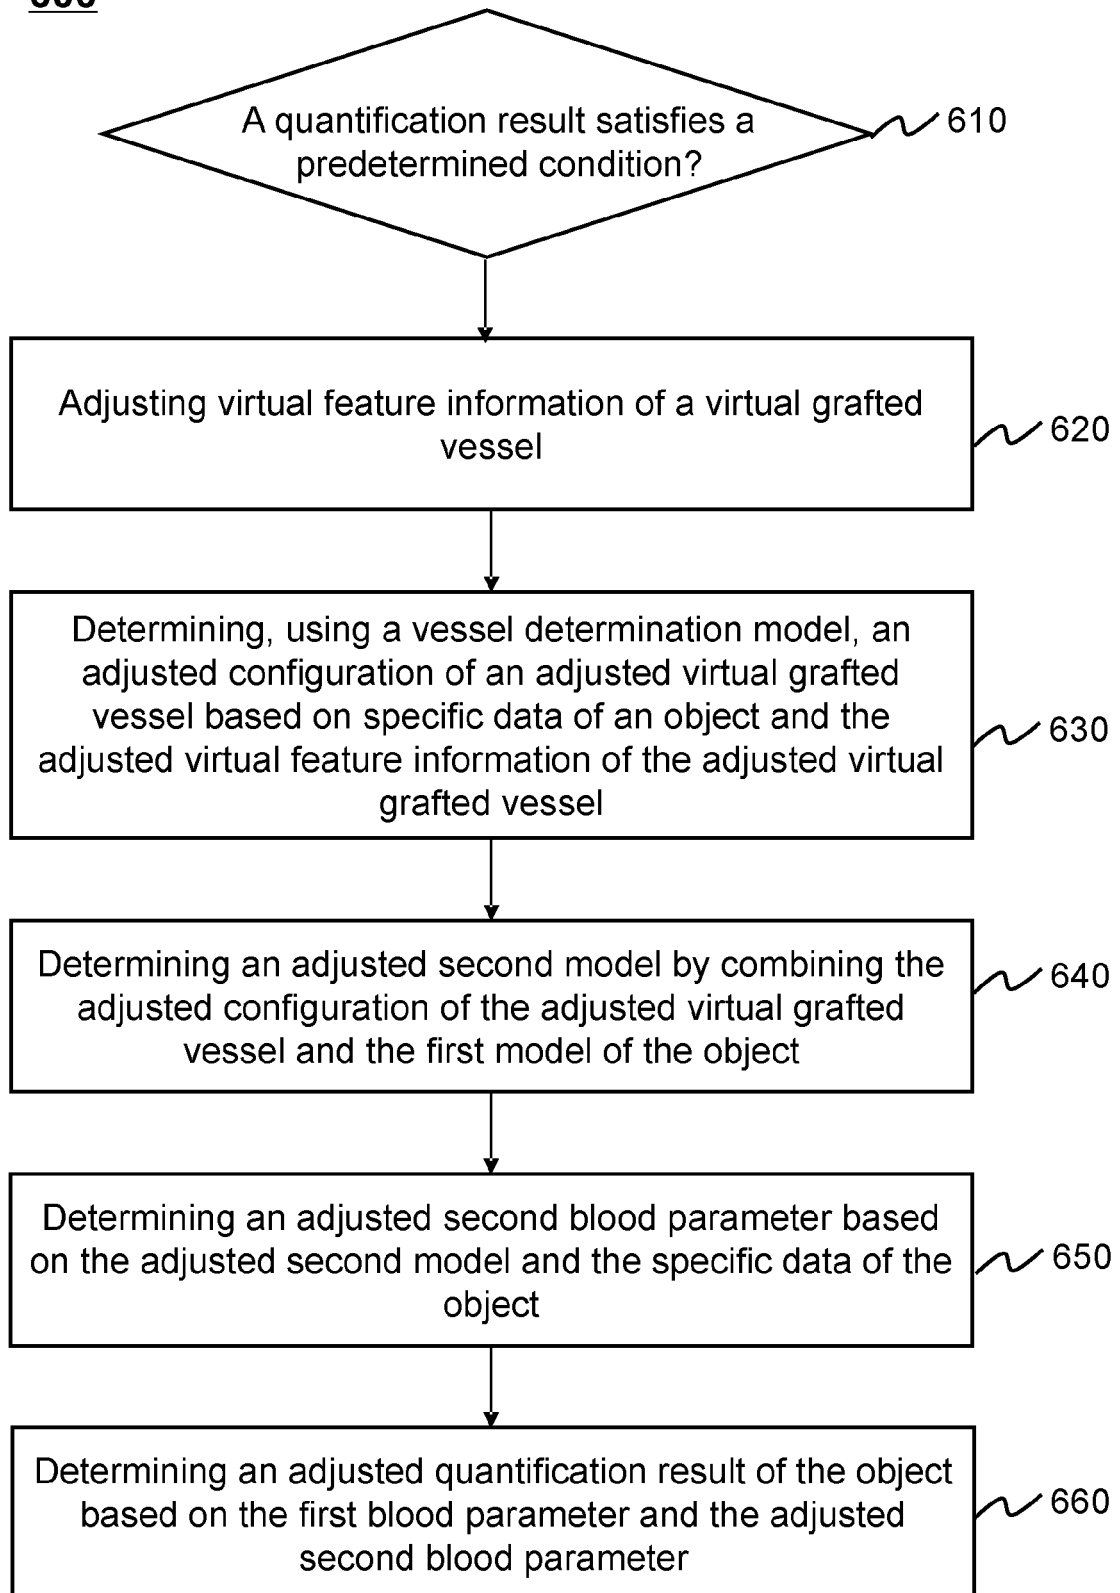 A quantification result satisfies a
predetermined condition?
610
Adjusting virtual feature information of a virtual grafted
vessel
620
Determining, using a vessel determination model, an
adjusted configuration of an adjusted virtual grafted
vessel based on specific data of an object and the
adjusted virtual feature information of the adjusted virtual
grafted vessel
630
Determining an adjusted second model by combining the
adjusted configuration of the adjusted virtual grafted
vessel and the first model of the object
640
Determining an adjusted second blood parameter based
on the adjusted second model and the specific data of the
object
650
Determining an adjusted quantification result of the object
based on the first blood parameter and the adjusted
second blood parameter
660